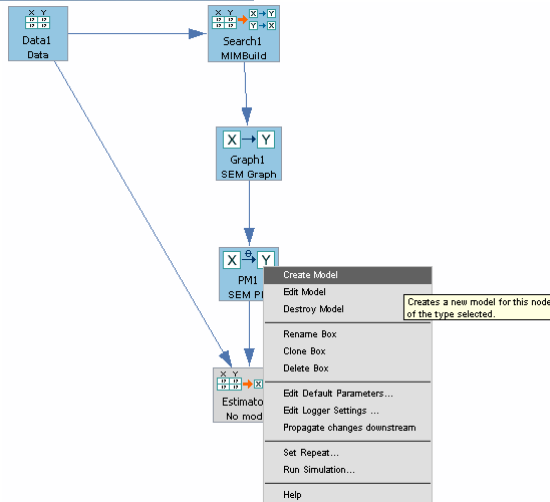 X Y
Data1
Data
X Y
X Y
Y X
Search1
MIMBuild
X Y
Graph1
SEM Graph
X Y
PM1
SEM P
Create Model
Edit Model
Destroy Model
Creates a new model for this node
of the type selected.
Rename Box
Clone Box
Delete Box
X Y
X
Estimato
No mod
Edit Default Parameters...
Edit Logger Settings ...
Propagate changes downstream
Set Repeat...
Run Simulation...
Help